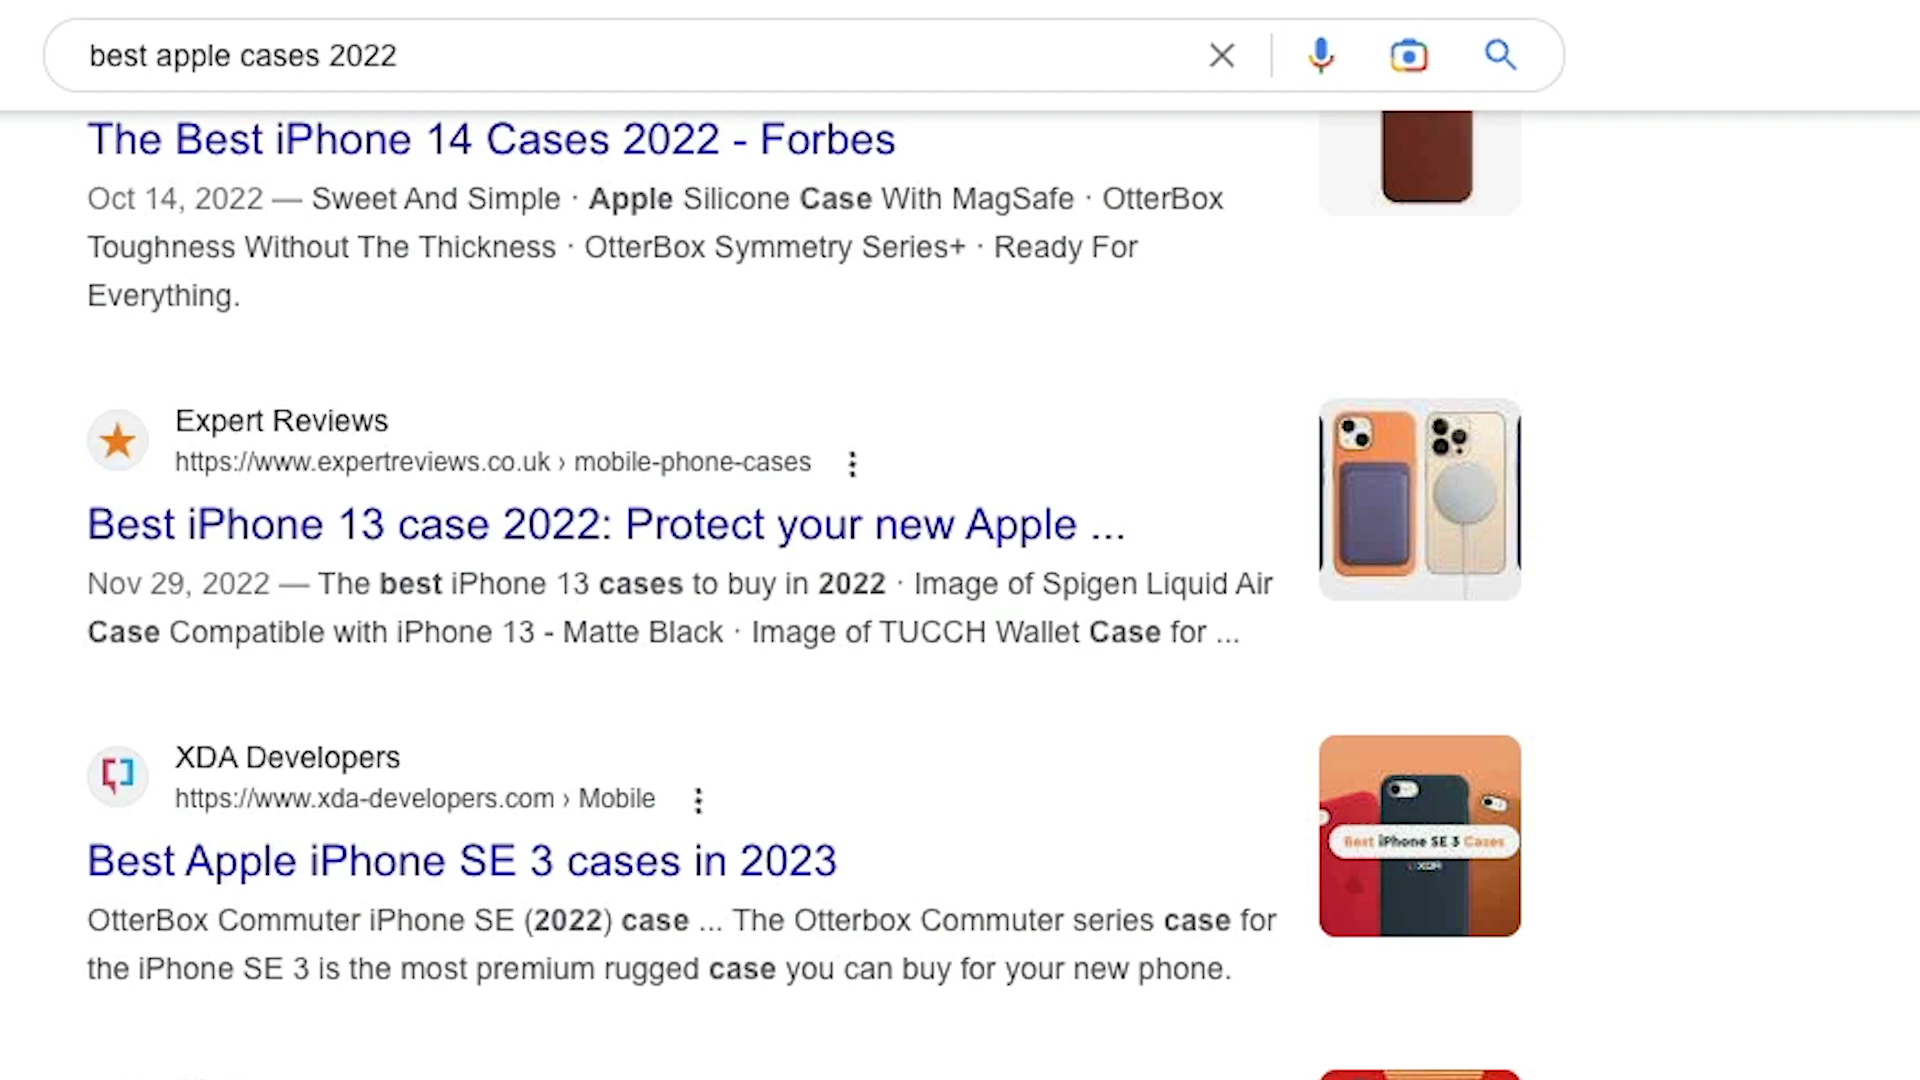 best apple cases 2022
The Best iPhone 14 Cases 2022 - Forbes
Oct 14, 2022 — Sweet And Simple · Apple Silicone Case With MagSafe · OtterBox
Toughness Without The Thickness · OtterBox Symmetry Series+ · Ready For
Everything.
Expert Reviews
https://www.expertreviews.co.uk › mobile-phone-cases
Best iPhone 13 case 2022: Protect your new Apple ...
Nov 29, 2022 — The best iPhone 13 cases to buy in 2022 · Image of Spigen Liquid Air
Case Compatible with iPhone 13 - Matte Black · Image of TUCCH Wallet Case for ...
XDA Developers
https://www.xda-developers.com › Mobile
Best Apple iPhone SE 3 cases in 2023
OtterBox Commuter iPhone SE (2022) case ... The Otterbox Commuter series case for
the iPhone SE 3 is the most premium rugged case you can buy for your new phone.
Best iPhone SE 3 Cases
XDA